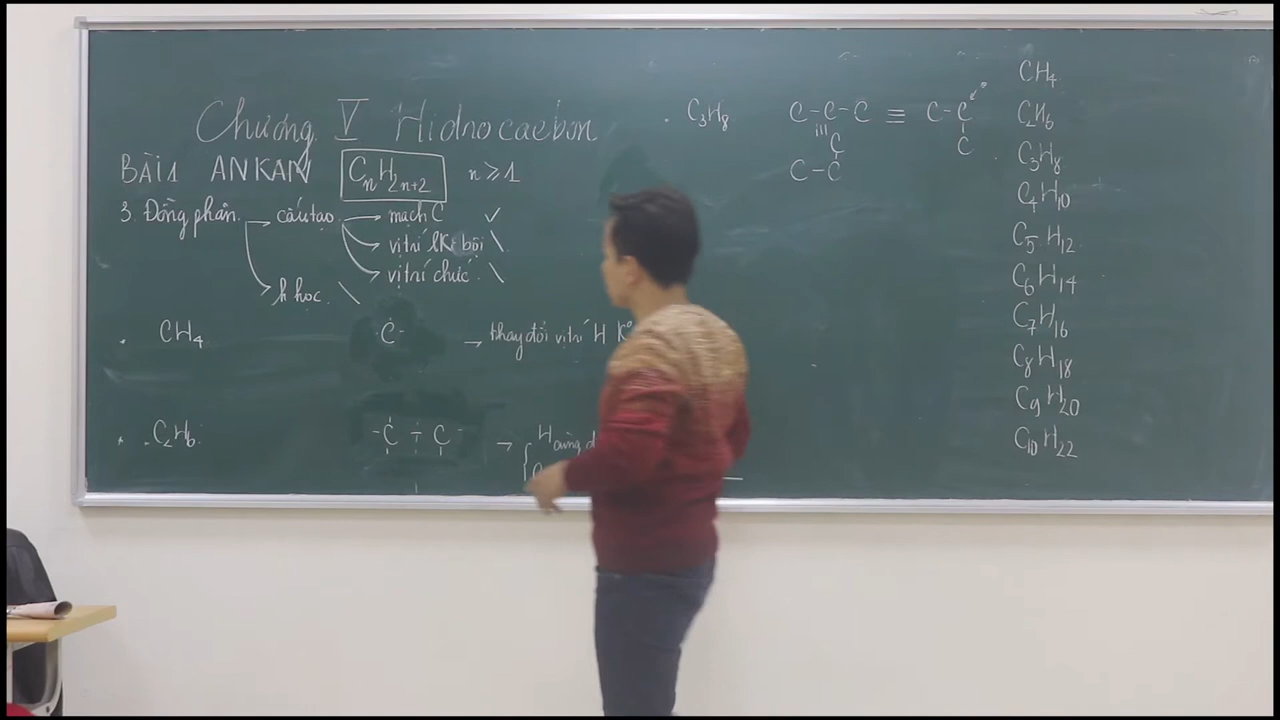 Chương V Hidrocacbon
BÀI 1 ANKAN CnH2n+2 n ≥ 1
3. Đồng phân → cấu tạo → mạch C ✓
→ vị trí lk bội \
→ vị trí chức \
→ h học \
. CH4 C - → thay đổi vị trí H K
. C2H6 - C + C - → { H cùng
. C3H8 C - C - C - C ≡ C - C
C
C - C
C
CH4
C2H6
C3H8
C4H10
C5H12
C6H14
C7H16
C8H18
C9H20
C10H22